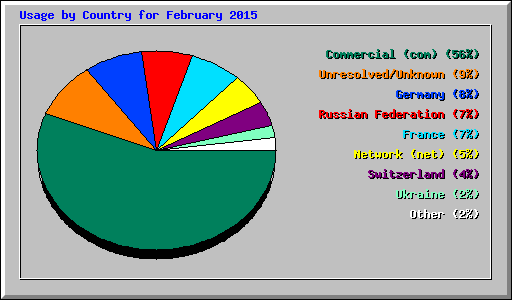 Usage by Country for February 2015
Commercial (com) (56%)
Unresolved/Unknown (9%)
Germany (8%)
Russian Federation (7%)
France (7%)
Network (net) (5%)
Switzerland (4%)
Ukraine (2%)
Other (2%)